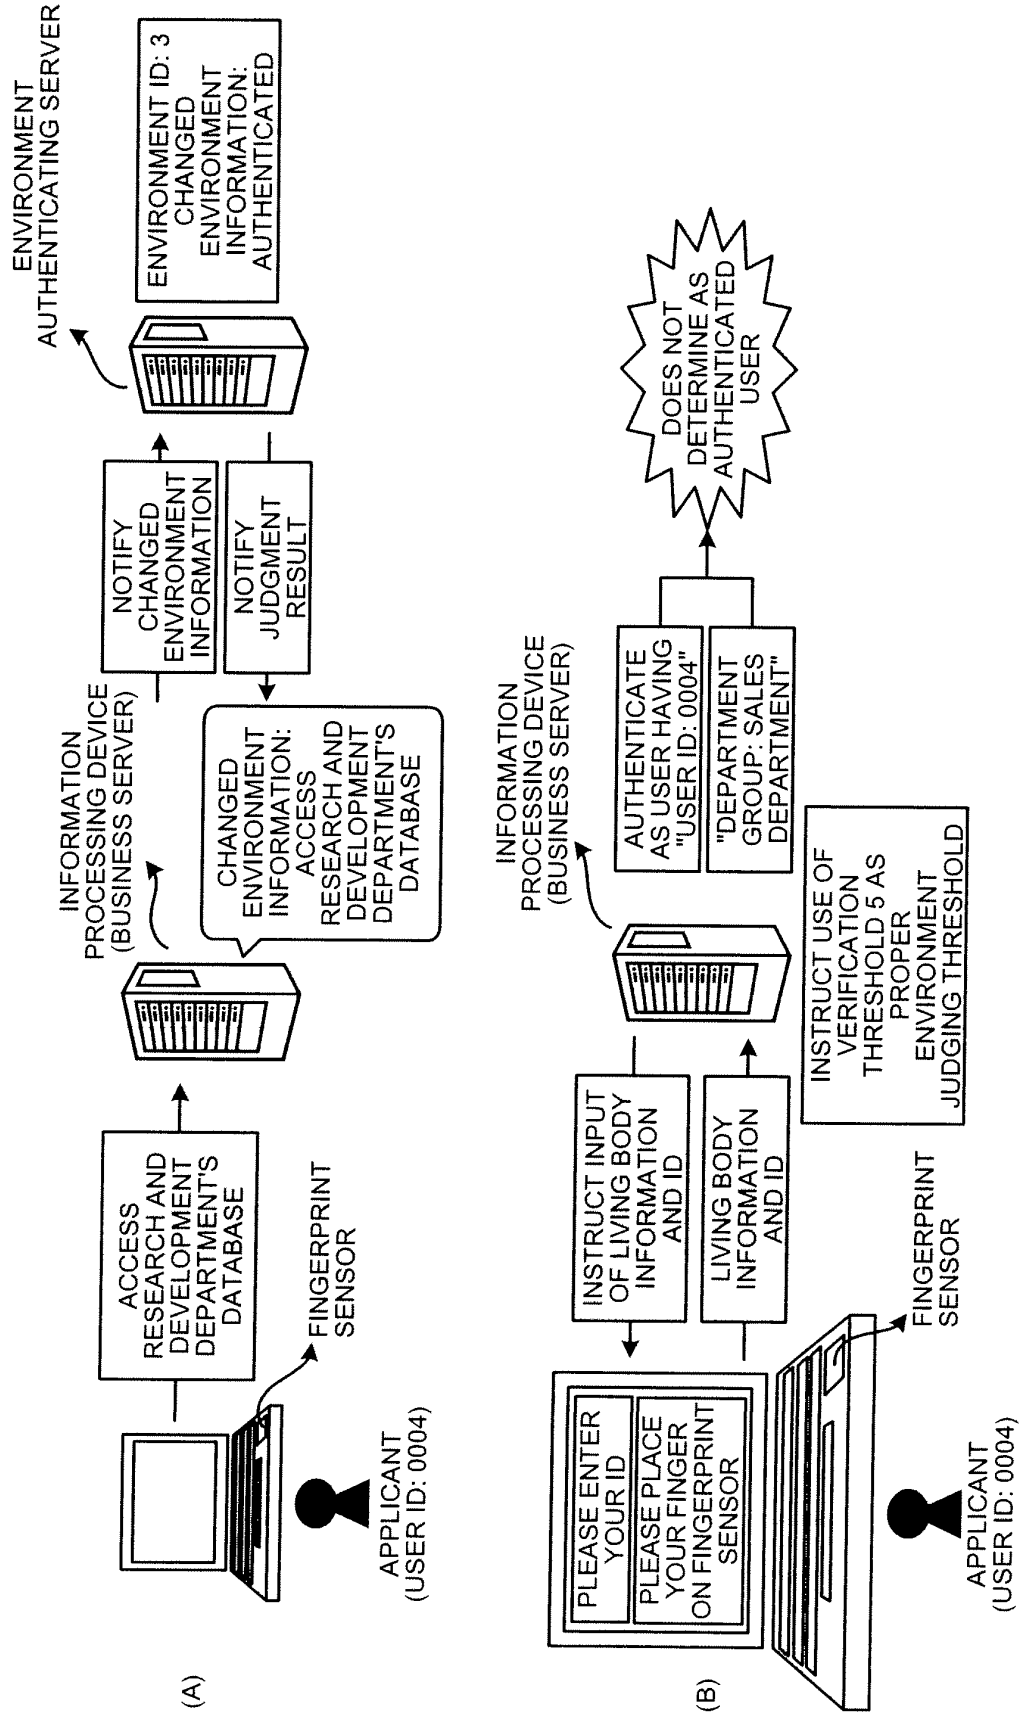 (A)
APPLICANT
(USER ID: 0004)
FINGERPRINT
SENSOR
ACCESS
RESEARCH AND
DEVELOPMENT
DEPARTMENT'S
DATABASE
INFORMATION
PROCESSING DEVICE
(BUSINESS SERVER)
CHANGED
ENVIRONMENT
INFORMATION:
ACCESS
RESEARCH AND
DEVELOPMENT
DEPARTMENT'S
DATABASE
NOTIFY
CHANGED
ENVIRONMENT
INFORMATION
NOTIFY
JUDGMENT
RESULT
ENVIRONMENT
AUTHENTICATING SERVER
ENVIRONMENT ID: 3
CHANGED
ENVIRONMENT
INFORMATION:
AUTHENTICATED
(B)
PLEASE ENTER
YOUR ID
PLEASE PLACE
YOUR FINGER
ON FINGERPRINT
SENSOR
APPLICANT
(USER ID: 0004)
FINGERPRINT
SENSOR
INSTRUCT INPUT
OF LIVING BODY
INFORMATION
AND ID
LIVING BODY
INFORMATION
AND ID
INFORMATION
PROCESSING DEVICE
(BUSINESS SERVER)
INSTRUCT USE OF
VERIFICATION
THRESHOLD 5 AS
PROPER
ENVIRONMENT
JUDGING THRESHOLD
AUTHENTICATE
AS USER HAVING
"USER ID: 0004"
"DEPARTMENT
GROUP: SALES
DEPARTMENT"
DOES NOT
DETERMINE AS
AUTHENTICATED
USER